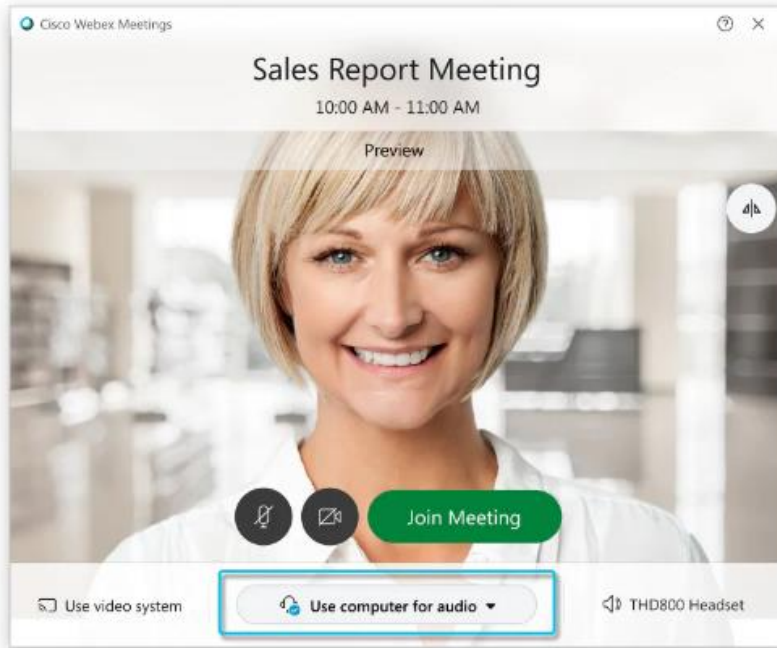 Cisco Webex Meetings
Sales Report Meeting
10:00 AM - 11:00 AM
Preview
Join Meeting
Use video system
Use computer for audio
THD800 Headset